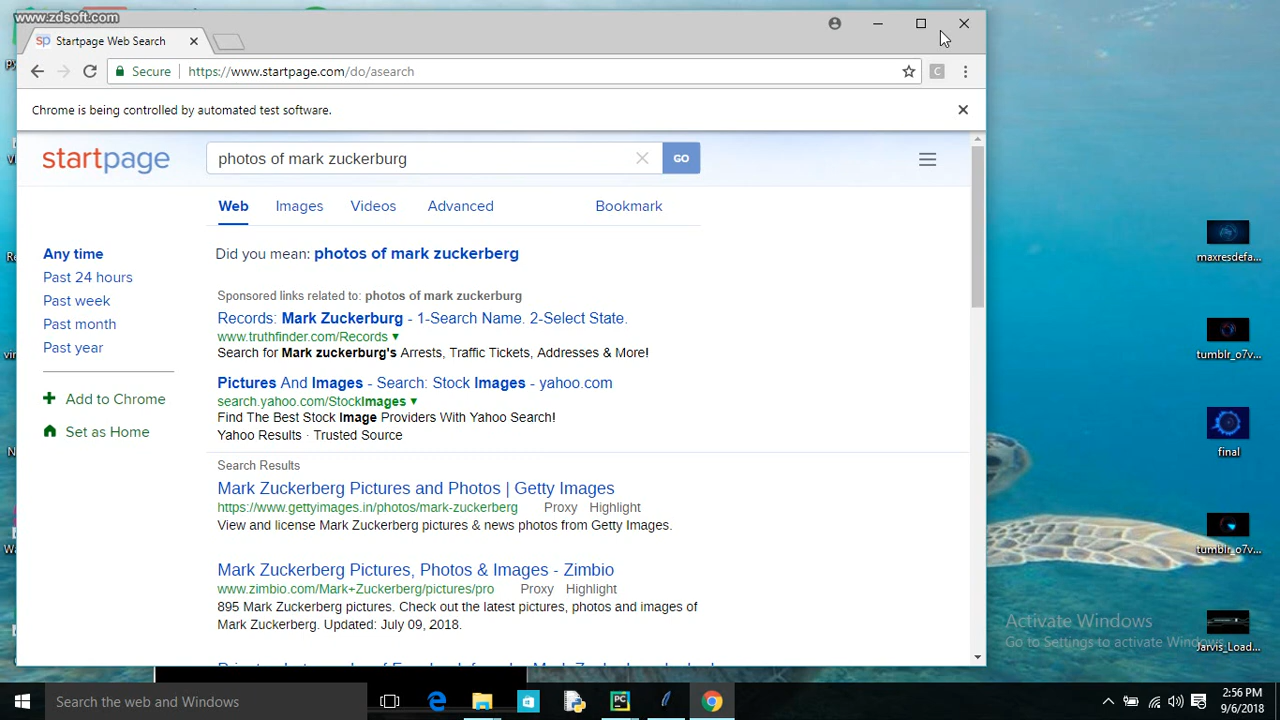 www.zdsoft.com
Startpage Web Search
Secure https://www.startpage.com/do/asearch
Chrome is being controlled by automated test software.
startpage
photos of mark zuckerburg
GO
Web Images Videos Advanced Bookmark
Any time
Past 24 hours
Past week
Past month
Past year
Add to Chrome
Set as Home
Did you mean: photos of mark zuckerberg
Sponsored links related to: photos of mark zuckerburg
Records: Mark Zuckerburg - 1-Search Name. 2-Select State.
www.truthfinder.com/Records ▼
Search for Mark zuckerburg's Arrests, Traffic Tickets, Addresses & More!
Pictures And Images - Search: Stock Images - yahoo.com
search.yahoo.com/StockImages ▼
Find The Best Stock Image Providers With Yahoo Search!
Yahoo Results · Trusted Source
Search Results
Mark Zuckerberg Pictures and Photos | Getty Images
https://www.gettyimages.in/photos/mark-zuckerberg Proxy Highlight
View and license Mark Zuckerberg pictures & news photos from Getty Images.
Mark Zuckerberg Pictures, Photos & Images - Zimbio
www.zimbio.com/Mark+Zuckerberg/pictures/pro Proxy Highlight
895 Mark Zuckerberg pictures. Check out the latest pictures, photos and images of
Mark Zuckerberg. Updated: July 09, 2018.
maxresdefa...
tumblr_o7v...
final
tumblr_o7v...
Jarvis_Load...
Activate Windows
Go to Settings to activate Windows.
Search the web and Windows
2:56 PM
9/6/2018